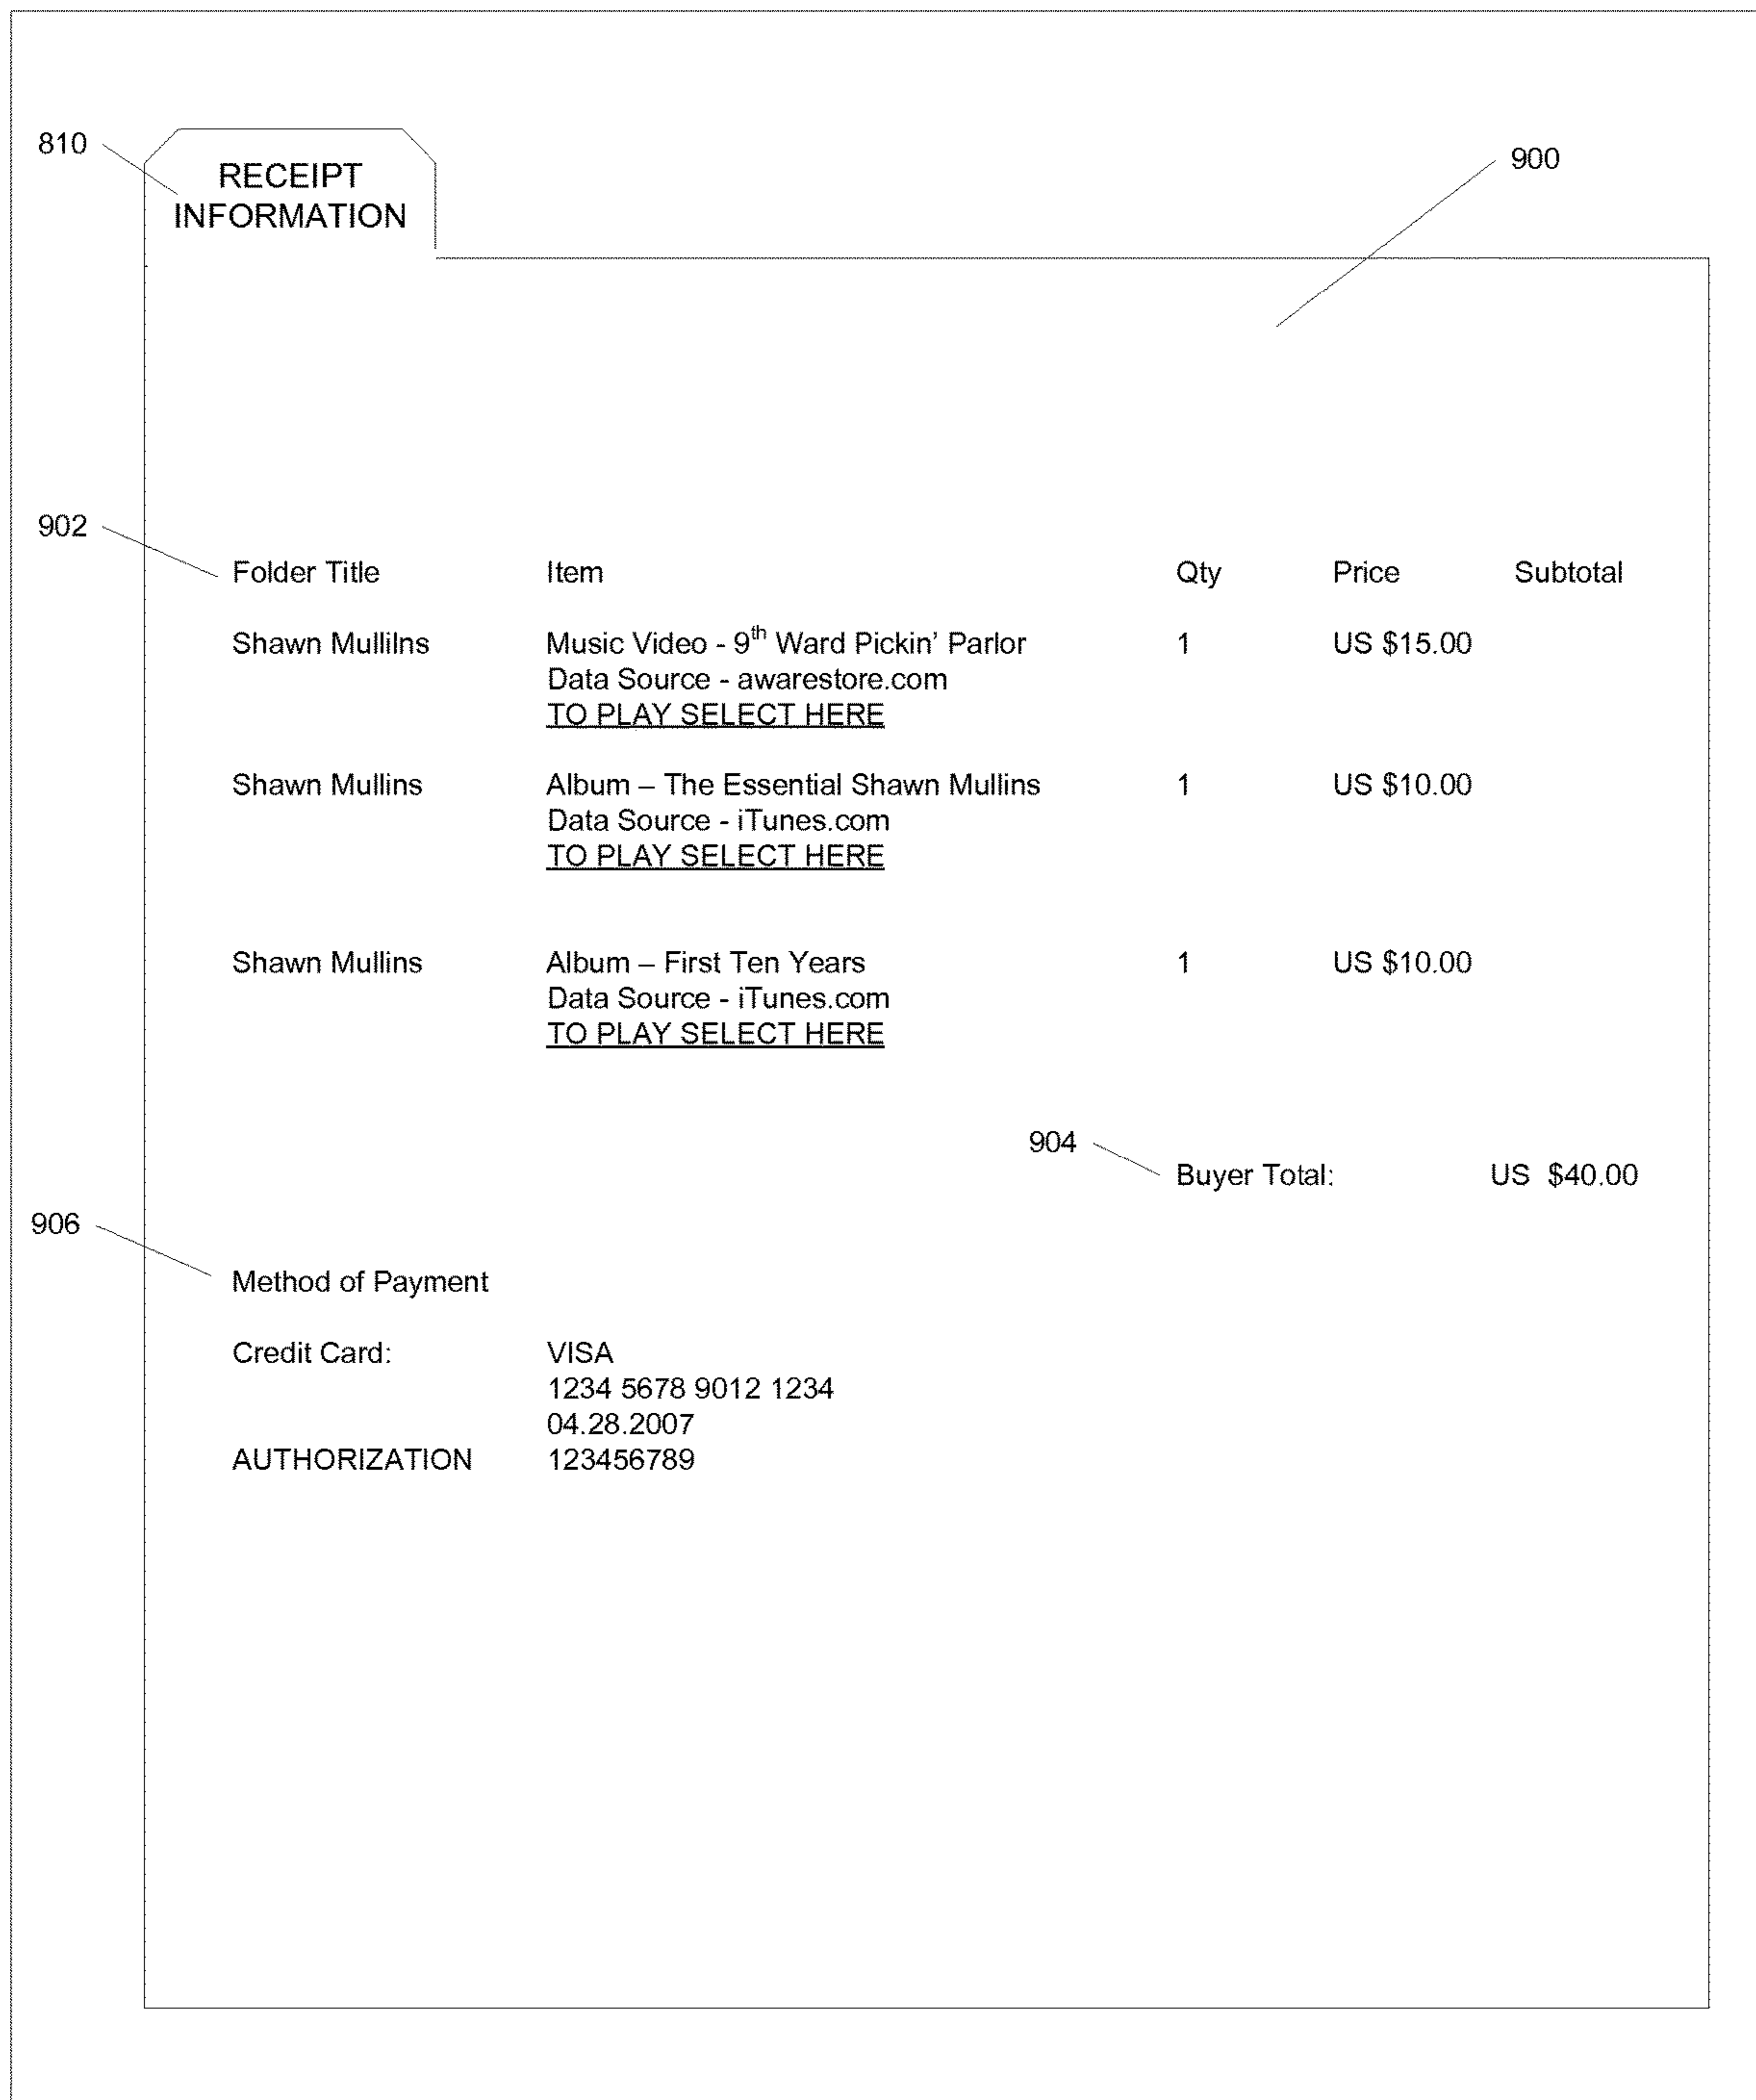 810
RECEIPT
INFORMATION
900
902
Folder Title Item Qty Price Subtotal
Shawn Mullilns Music Video - 9th Ward Pickin' Parlor 1 US $15.00
Data Source - awarestore.com
TO PLAY SELECT HERE
Shawn Mullins Album – The Essential Shawn Mullins 1 US $10.00
Data Source - iTunes.com
TO PLAY SELECT HERE
Shawn Mullins Album – First Ten Years 1 US $10.00
Data Source - iTunes.com
TO PLAY SELECT HERE
904
Buyer Total: US $40.00
906
Method of Payment
Credit Card: VISA
1234 5678 9012 1234
04.28.2007
AUTHORIZATION 123456789